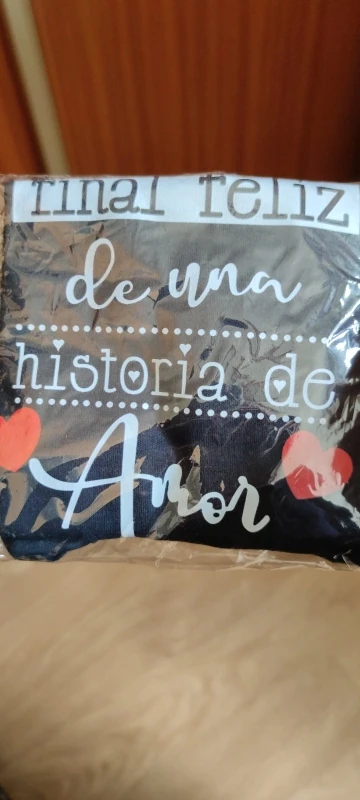 final feliz
de una
historia de
Amor